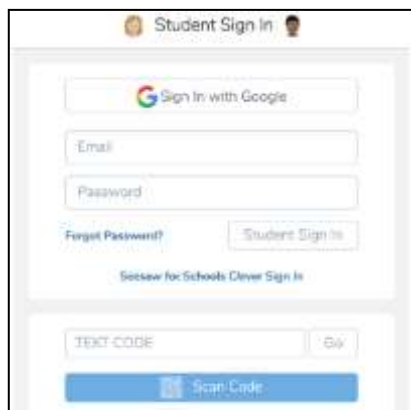 Student Sign In
Sign In with Google
Email
Password
Forgot Password?
Student Sign In
Seesaw for Schools Clever Sign In
TEXT CODE
Go
Scan Code